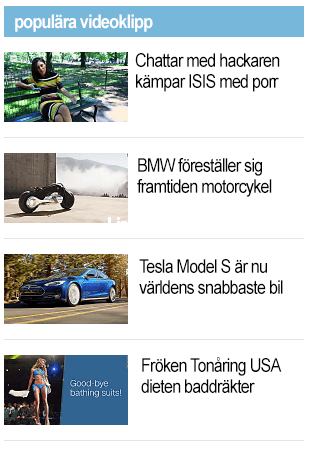 populära videoklipp
Chattar med hackaren
kämpar ISIS med porr
BMW föreställer sig
framtiden motorcykel
Tesla Model S är nu
världens snabbaste bil
Good-bye
bathing suits!
Fröken Tonåring USA
dieten baddräkter